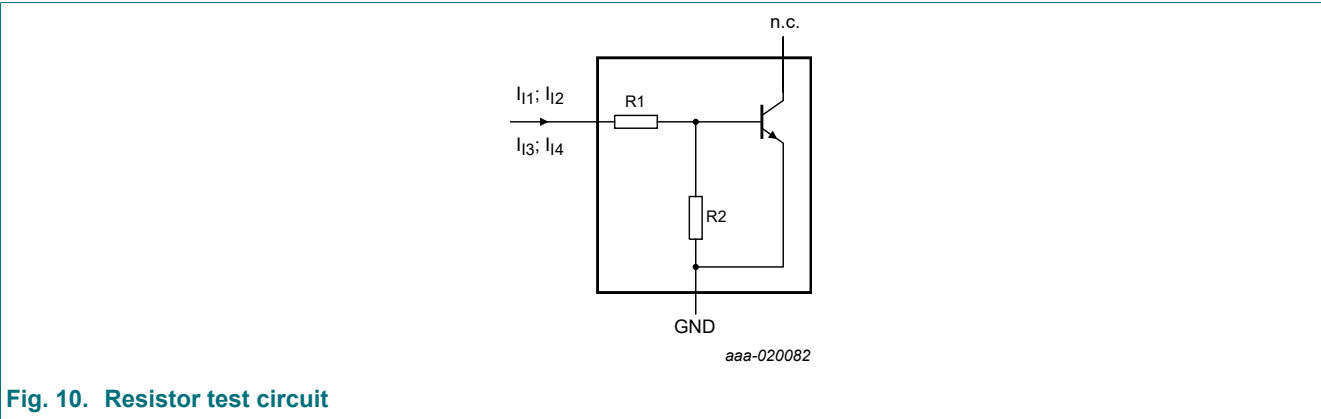 n.c.
I_I1; I_I2
R1
I_I3; I_I4
R2
GND
aaa-020082
Fig. 10. Resistor test circuit